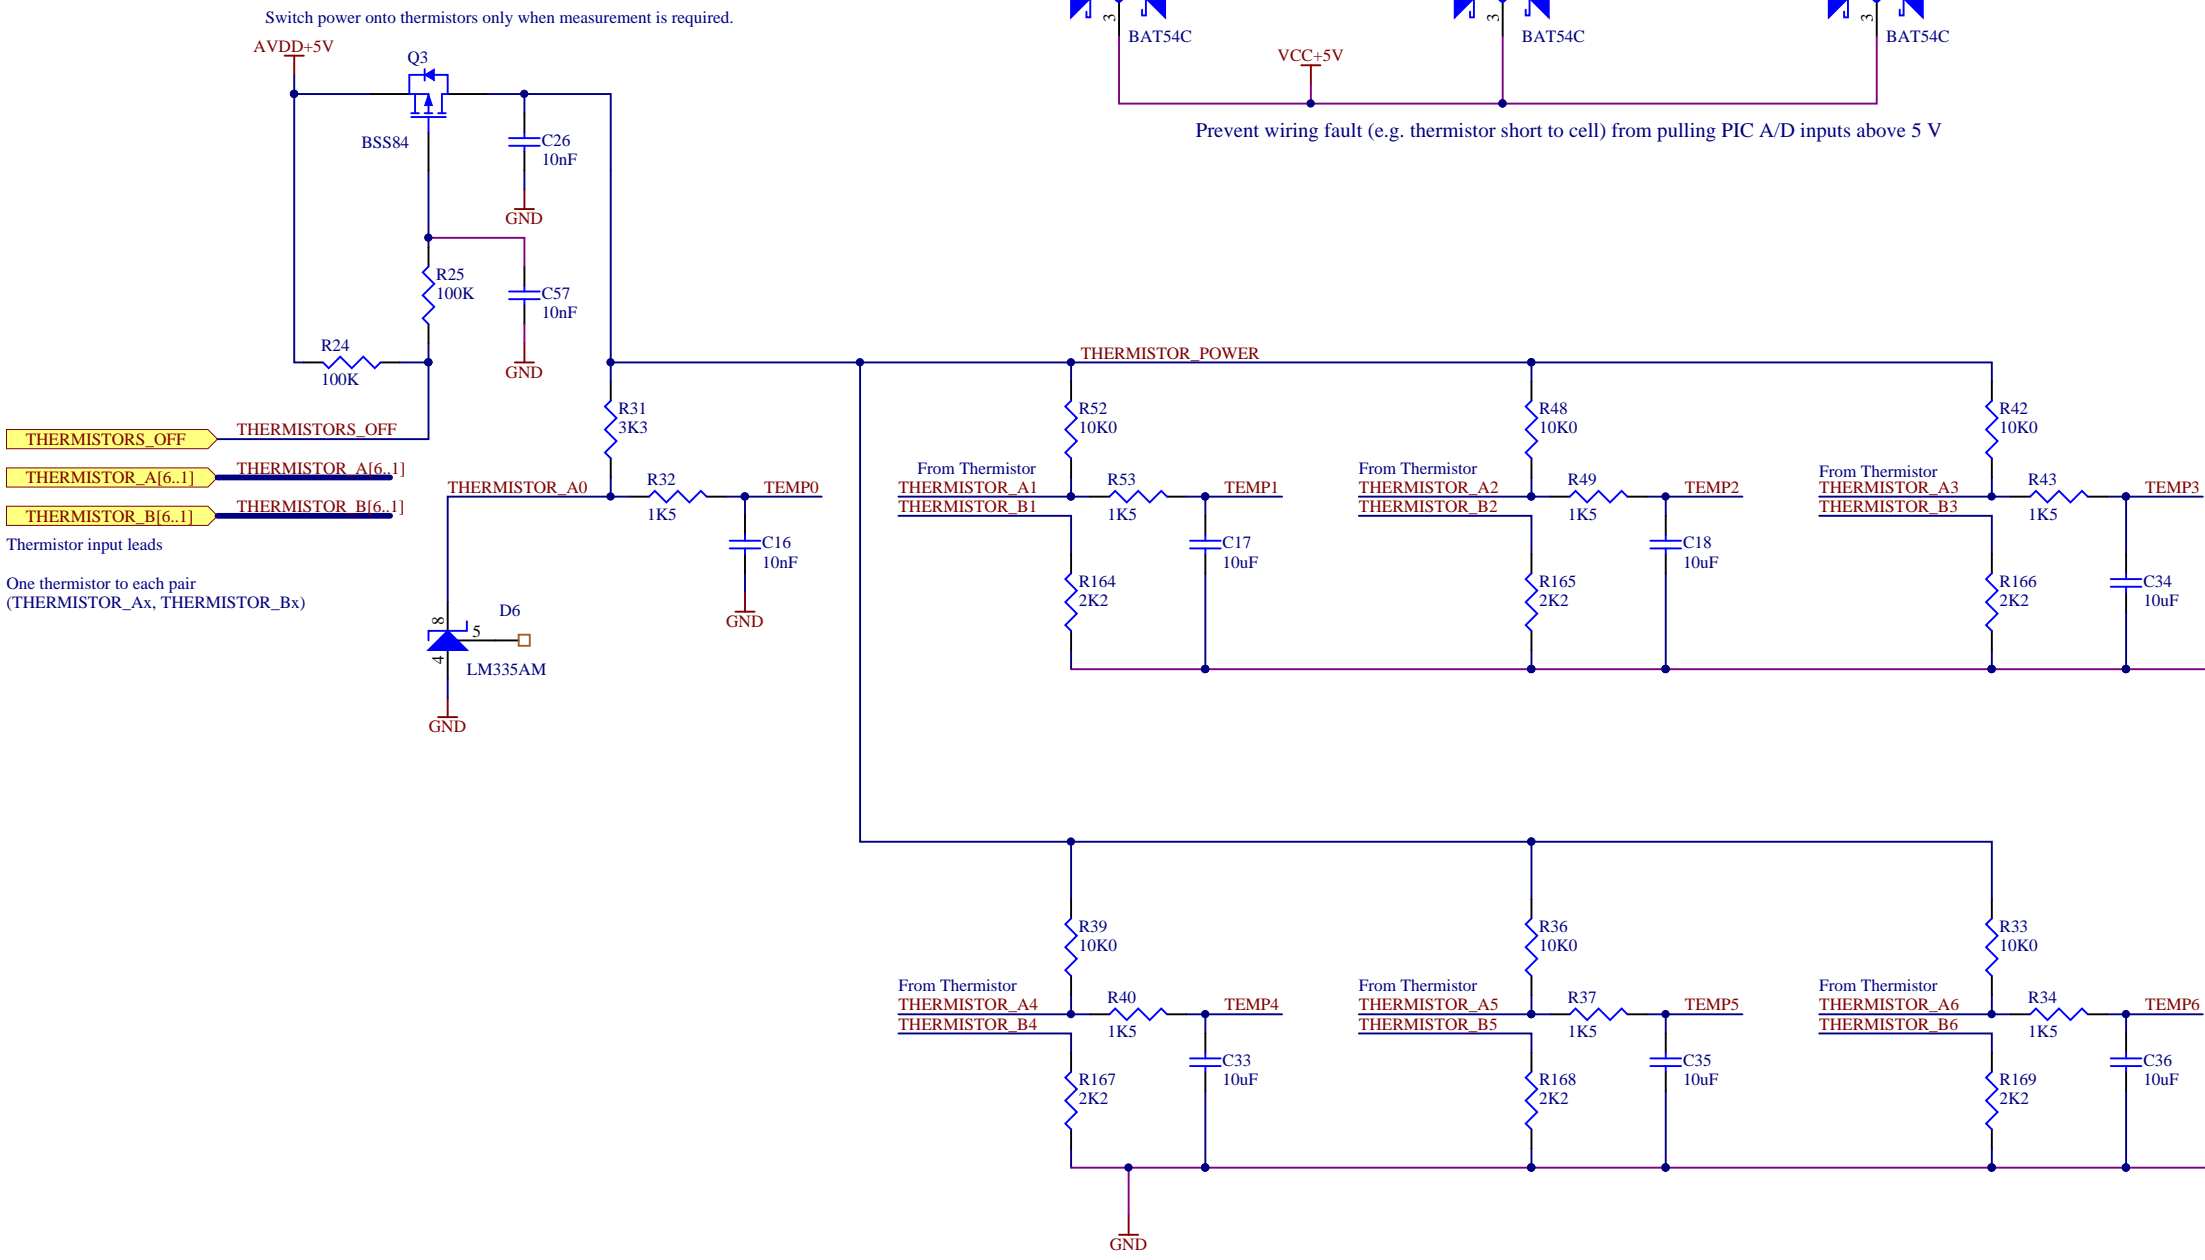 Switch power onto thermistors only when measurement is required.
AVDD+5V
Q3
BSS84
C26
10nF
GND
R25
100K
C57
10nF
GND
R24
100K
3
BAT54C
3
BAT54C
3
BAT54C
VCC+5V
Prevent wiring fault (e.g. thermistor short to cell) from pulling PIC A/D inputs above 5 V
THERMISTORS_OFF
THERMISTORS_OFF
THERMISTOR_A[6..1]
THERMISTOR_A[6..1]
THERMISTOR_B[6..1]
THERMISTOR_B[6..1]
Thermistor input leads
One thermistor to each pair
(THERMISTOR_Ax, THERMISTOR_Bx)
THERMISTOR_POWER
R31
3K3
THERMISTOR_A0
R32
1K5
TEMP0
C16
10nF
GND
D6
8
5
4
LM335AM
GND
R52
10K0
From Thermistor
THERMISTOR_A1
THERMISTOR_B1
R53
1K5
TEMP1
C17
10uF
R164
2K2
R48
10K0
From Thermistor
THERMISTOR_A2
THERMISTOR_B2
R49
1K5
TEMP2
C18
10uF
R165
2K2
R42
10K0
From Thermistor
THERMISTOR_A3
THERMISTOR_B3
R43
1K5
TEMP3
C34
10uF
R166
2K2
R39
10K0
From Thermistor
THERMISTOR_A4
THERMISTOR_B4
R40
1K5
TEMP4
C33
10uF
R167
2K2
R36
10K0
From Thermistor
THERMISTOR_A5
THERMISTOR_B5
R37
1K5
TEMP5
C35
10uF
R168
2K2
R33
10K0
From Thermistor
THERMISTOR_A6
THERMISTOR_B6
R34
1K5
TEMP6
C36
10uF
R169
2K2
GND